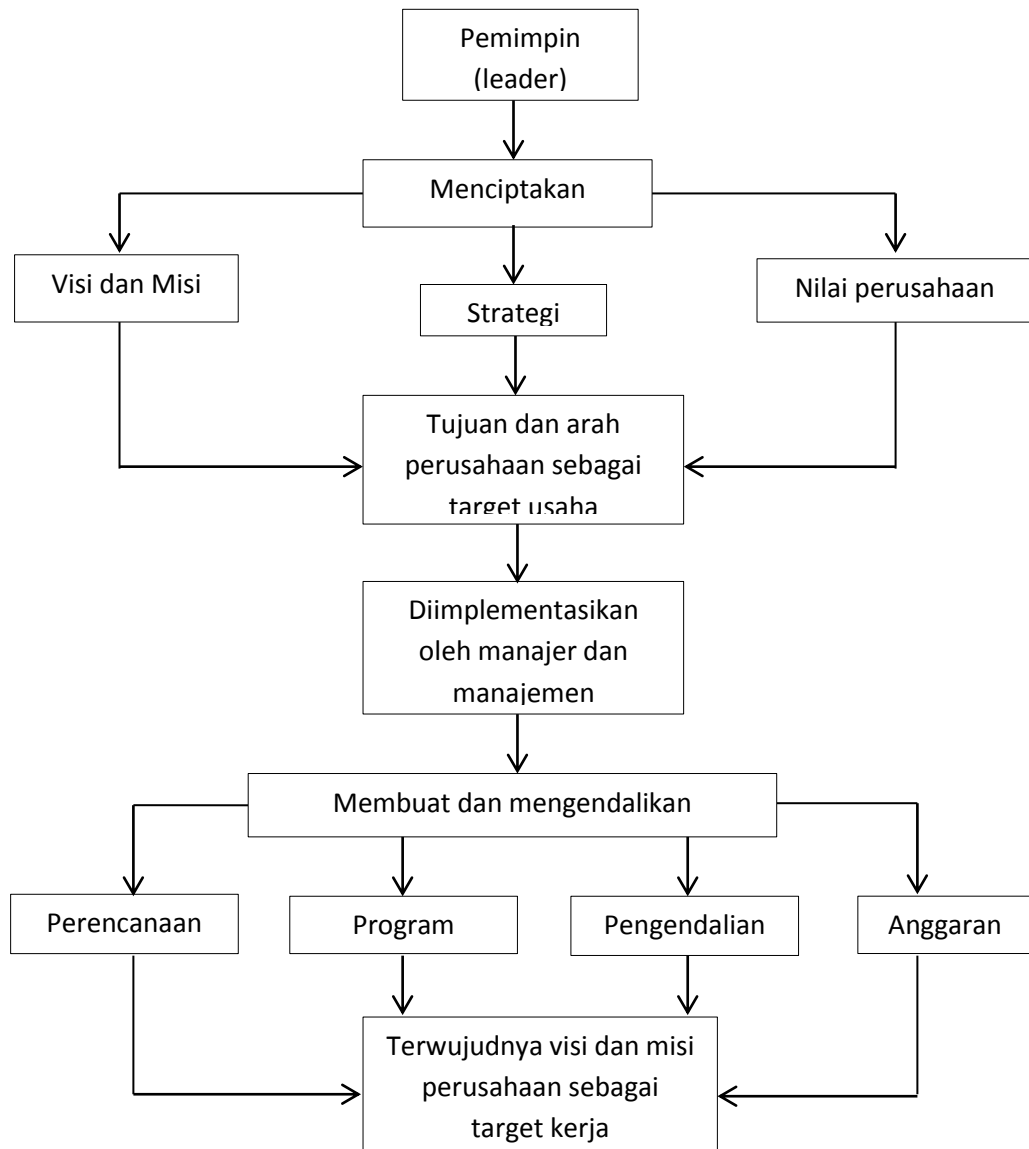 Pemimpin
(leader)
Menciptakan
Visi dan Misi
Strategi
Nilai perusahaan
Tujuan dan arah
perusahaan sebagai
target usaha
Diimplementasikan
oleh manajer dan
manajemen
Membuat dan mengendalikan
Perencanaan
Program
Pengendalian
Anggaran
Terwujudnya visi dan misi
perusahaan sebagai
target kerja